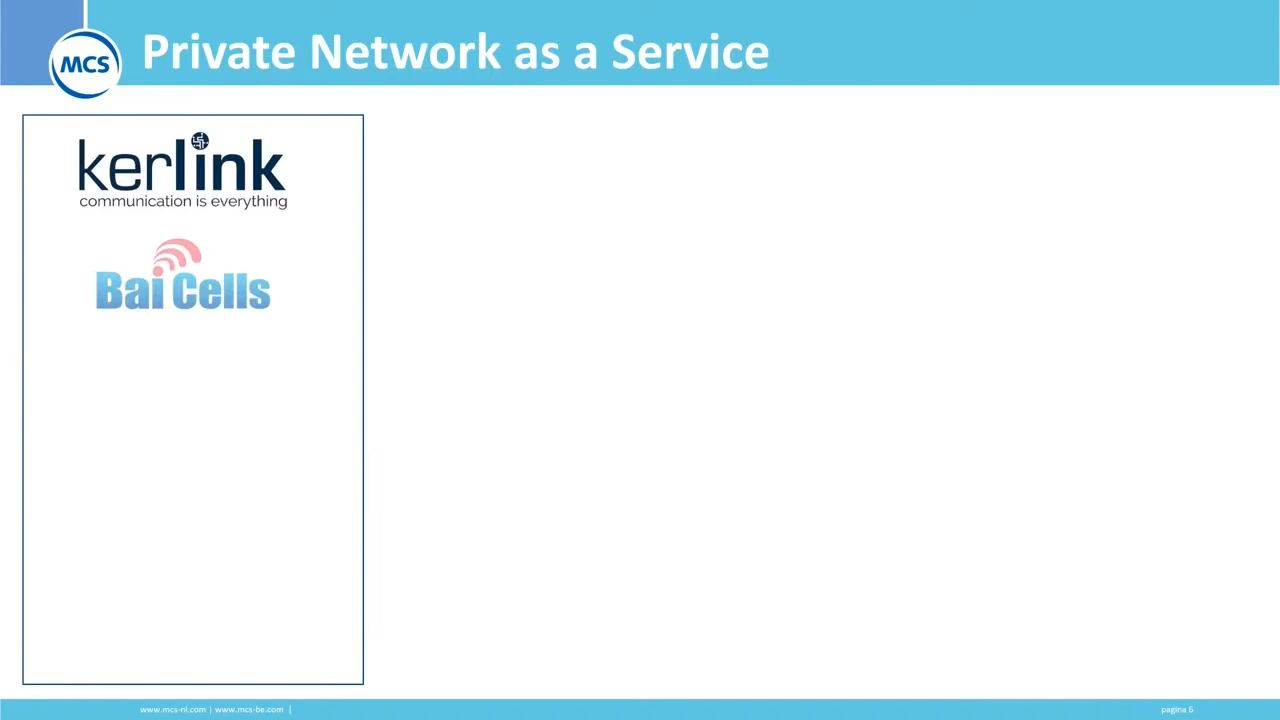 MCS
Private Network as a Service
kerlink
communication is everything
Bai Cells
www.mcs-nl.com | www.mcs-be.com |
pagina 6